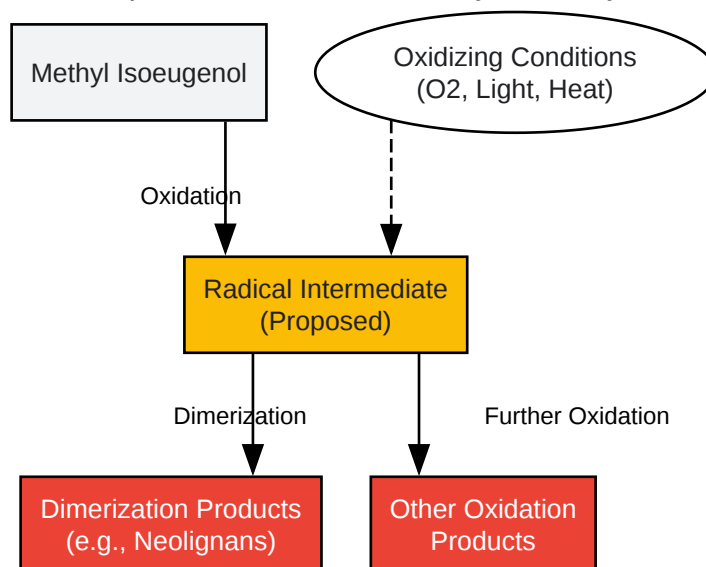 Methyl Isoeugenol
Oxidizing Conditions
(O2, Light, Heat)
Oxidation
Radical Intermediate
(Proposed)
Dimerization
Further Oxidation
Dimerization Products
(e.g., Neolignans)
Other Oxidation
Products